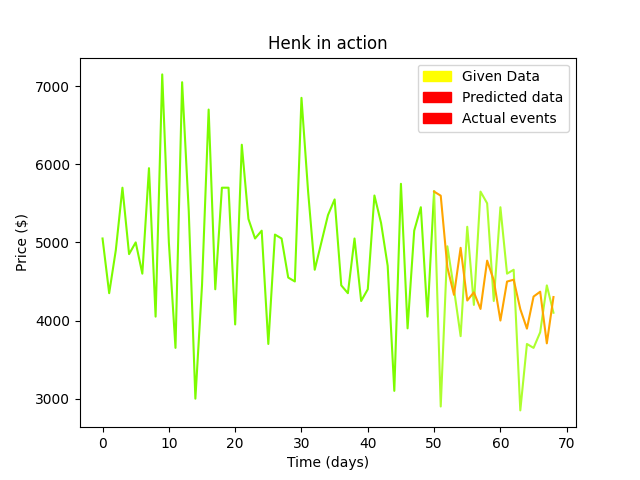 Henk in action
Given Data
Predicted data
Actual events
7000
6000
5000
4000
3000
Price ($)
0 10 20 30 40 50 60 70
Time (days)